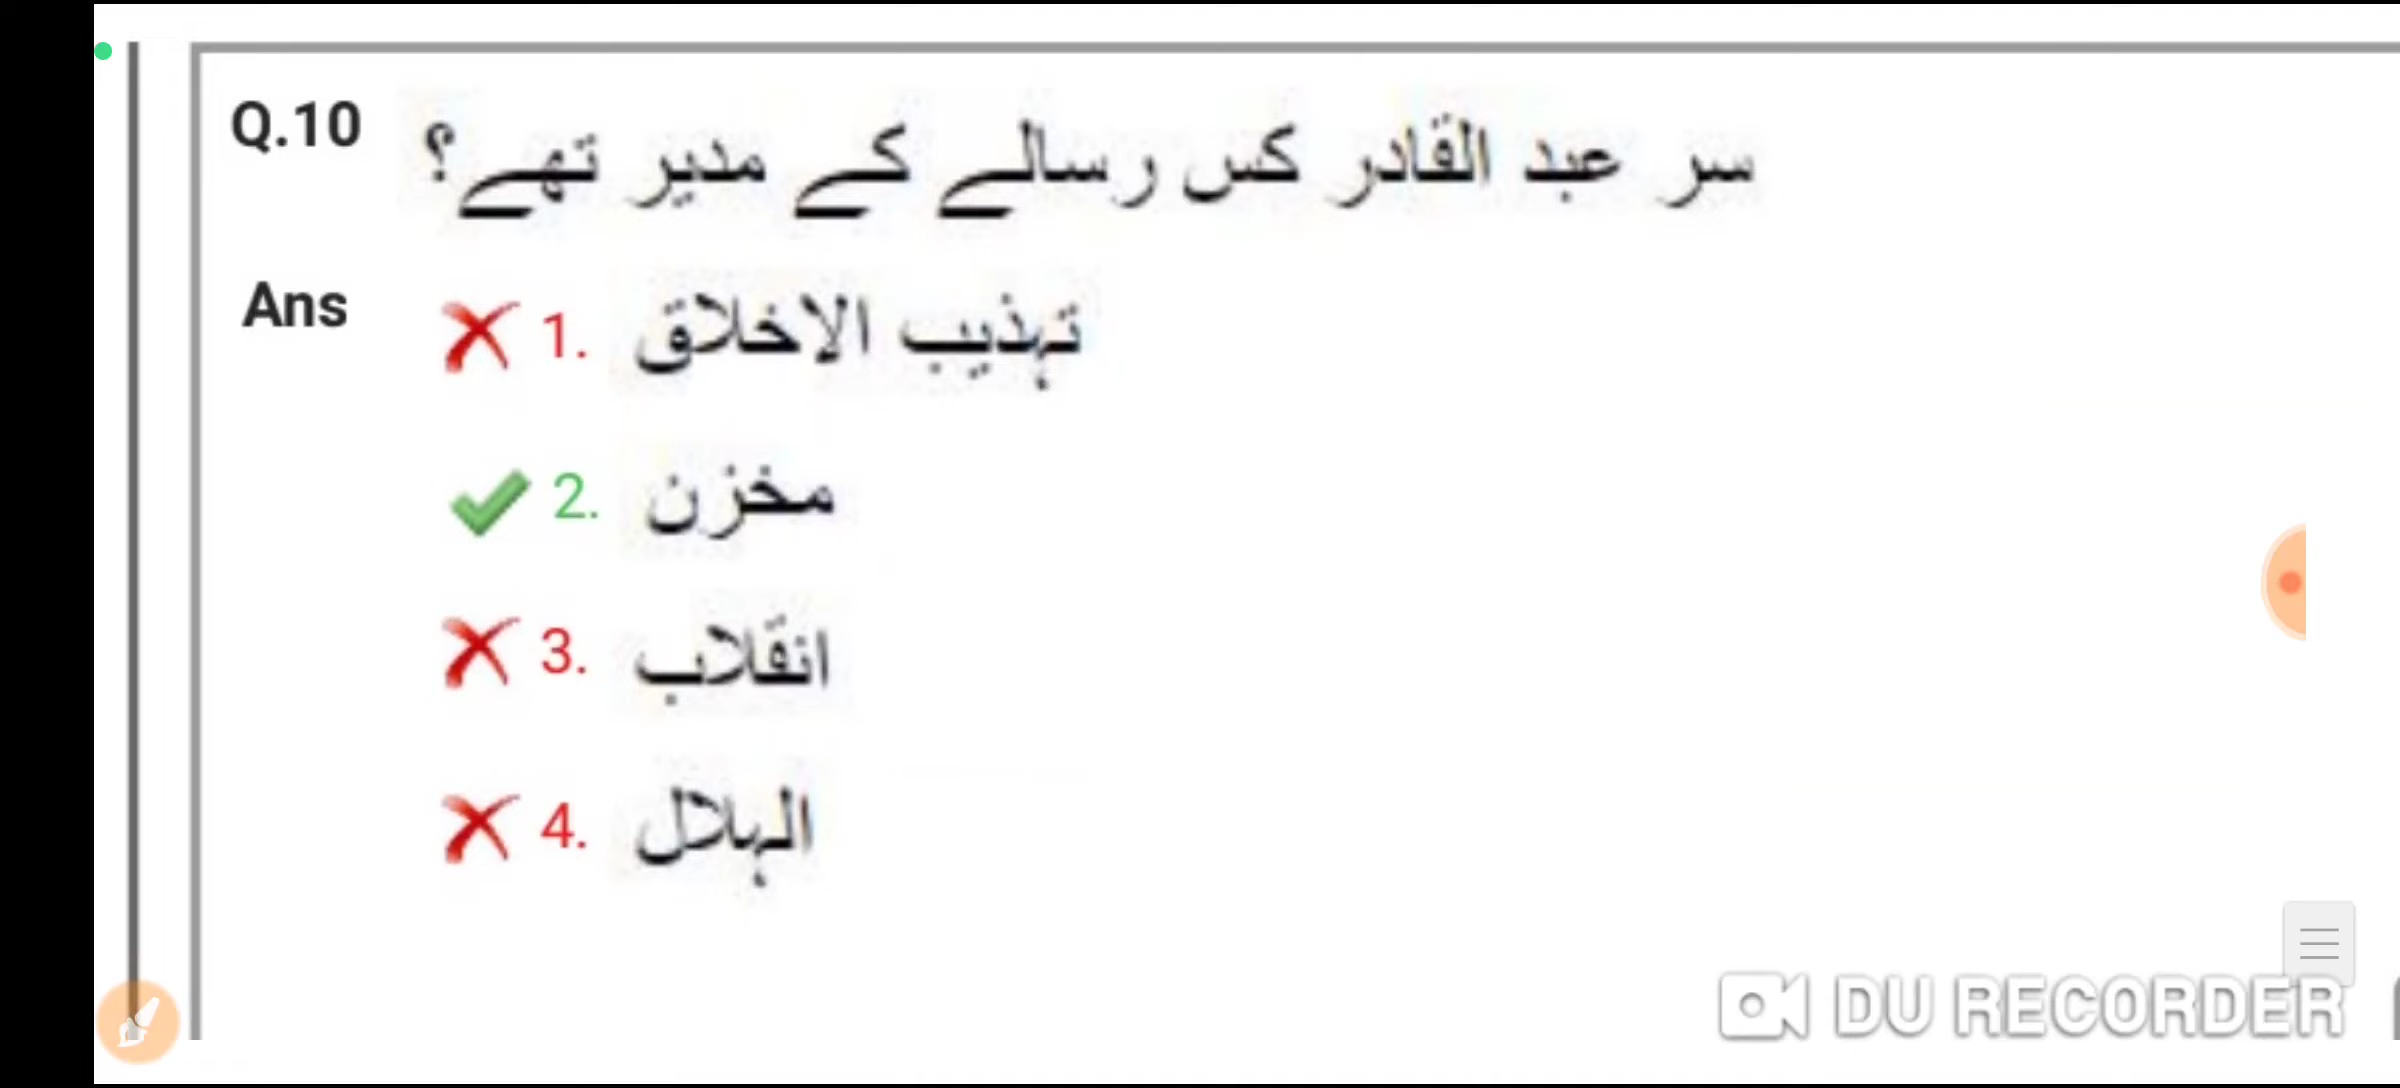 Q.10 سر عبد القادر کس رسالے کے مدیر تھے؟
Ans 1. تہذیب الاخلاق
2. مخزن
3. انقلاب
4. الہلال
DU RECORDER